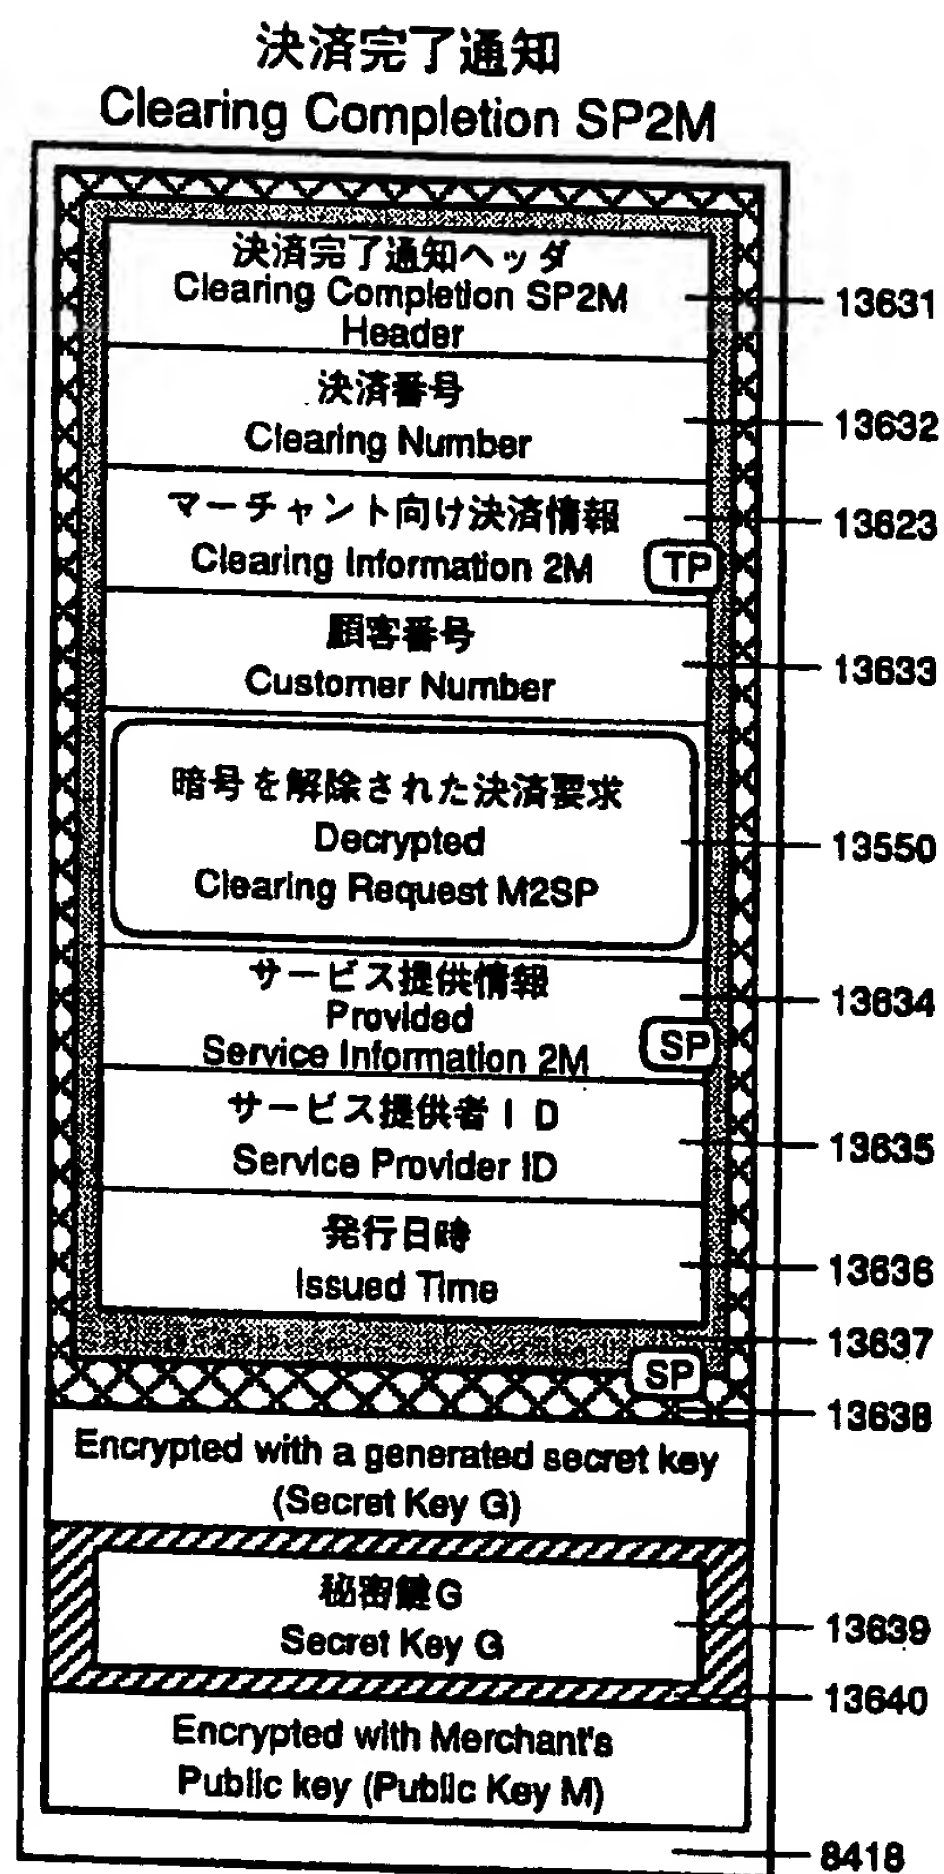 決済完了通知
Clearing Completion SP2M
決済完了通知ヘッダ
Clearing Completion SP2M
Header
13631
決済番号
Clearing Number
13632
マーチャント向け決済情報
Clearing Information 2M
TP
13623
顧客番号
Customer Number
13633
暗号を解除された決済要求
Decrypted
Clearing Request M2SP
13550
サービス提供情報
Provided
Service Information 2M
SP
13634
サービス提供者ID
Service Provider ID
13635
発行日時
Issued Time
13636
13637
SP
13638
Encrypted with a generated secret key
(Secret Key G)
秘密鍵G
Secret Key G
13639
13640
Encrypted with Merchant's
Public key (Public Key M)
8418